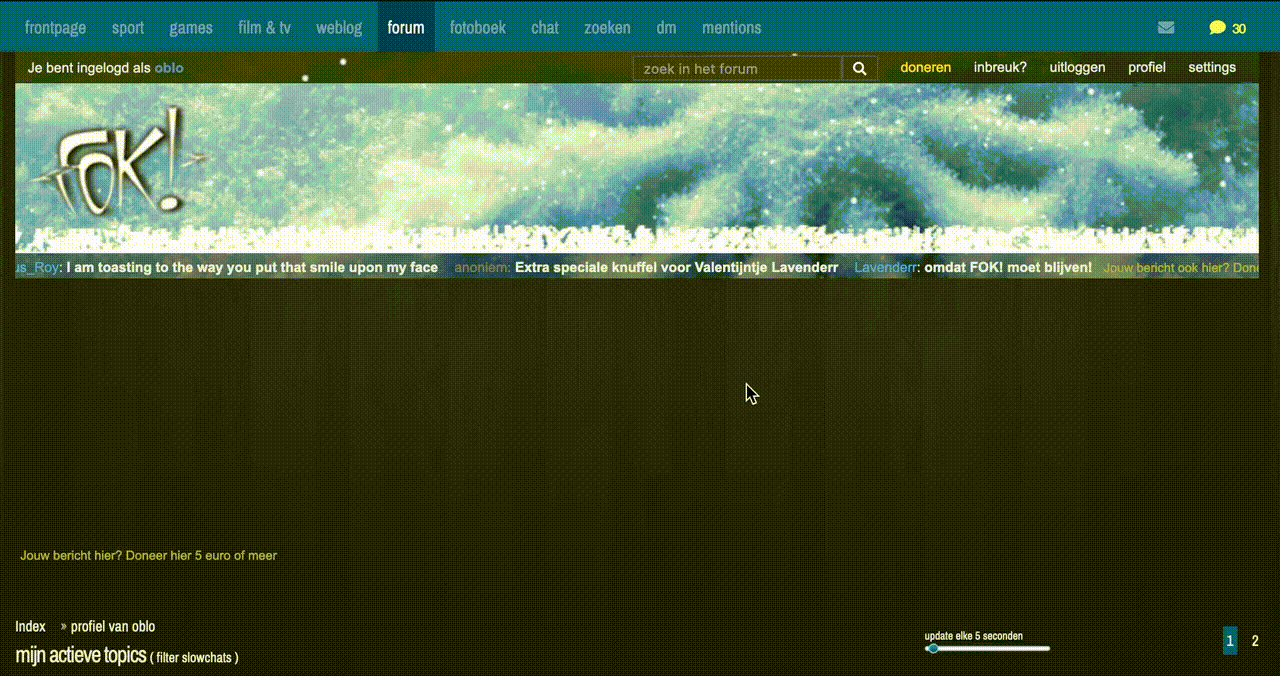 frontpage sport games film & tv weblog forum fotoboek chat zoeken dm mentions 30
Je bent ingelogd als oblo zoek in het forum doneren inbreuk? uitloggen profiel settings
FOK!
us_Roy: I am toasting to the way you put that smile upon my face anoniem: Extra speciale knuffel voor Valentijntje Lavenderr Lavenderr: omdat FOK! moet blijven! Jouw bericht ook hier? Done
Jouw bericht hier? Doneer hier 5 euro of meer
Index » profiel van oblo
update elke 5 seconden
1 2
mijn actieve topics ( filter slowchats )